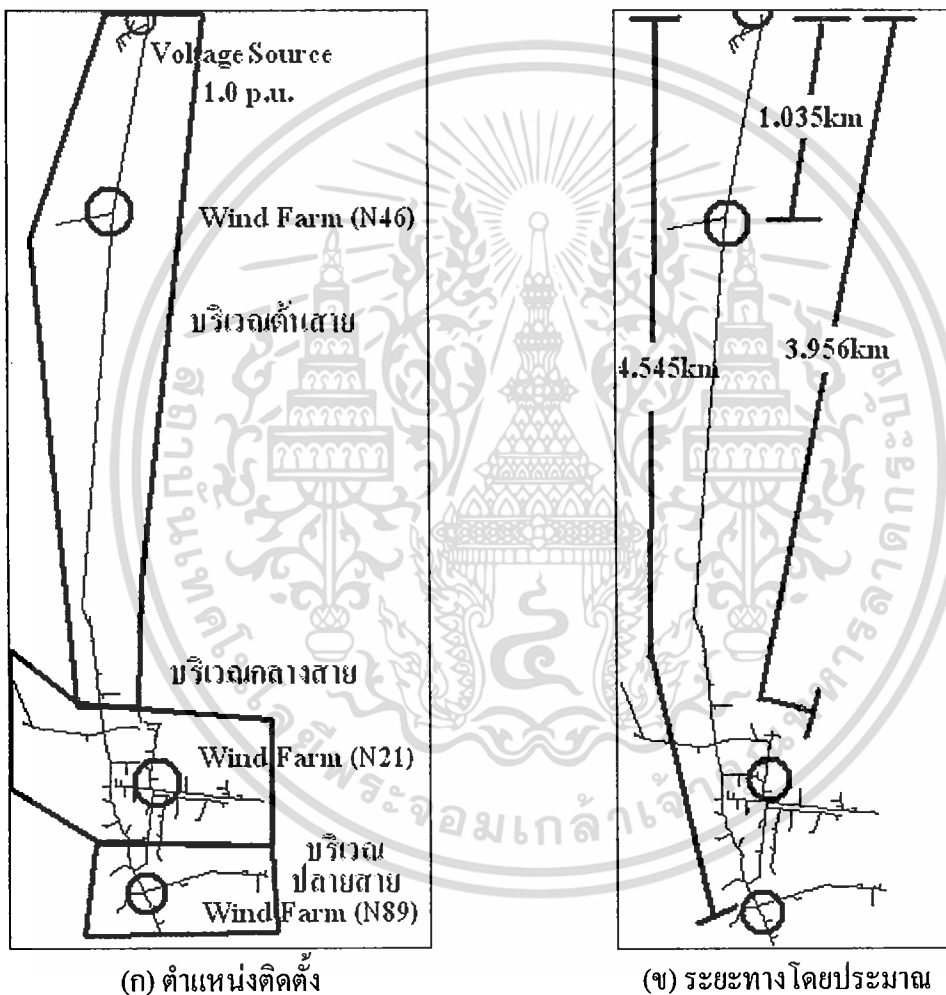 Voltage Source
1.0 p.u.
Wind Farm (N46)
บริเวณต้นสาย
บริเวณกลางสาย
Wind Farm (N21)
บริเวณ
ปลายสาย
Wind Farm (N89)
(ก) ตำแหน่งติดตั้ง
1.035km
3.956km
4.545km
(ข) ระยะทางโดยประมาณ